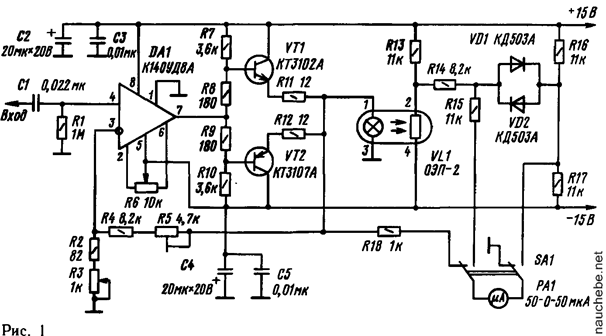 +15 В
C2
20мк×20В
C3
0,01мк
DA1
К1409Д8А
R7
3,6к
VT1
КТ3102А
R11 12
R13
11к
VD1 КД503А
R16
11к
R14 8,2к
R15
11к
VD2
КД503А
C1 0,022 мк
Вход
R1
1М
4
3
8
1
7
2
5
6
R8
180
R9
180
R12 12
1
2
3
4
VL1
ОЭП-2
R10
3,6к
VT2
КТ3107А
R6 10к
R17
11к
−15 В
R4 8,2к
R5 4,7к
R2
82
R3
1к
C4
20мк×20В
C5
0,01мк
R18 1к
SA1
PA1
50-0-50 мкА
μA
Рис. 1
nauchebe.net